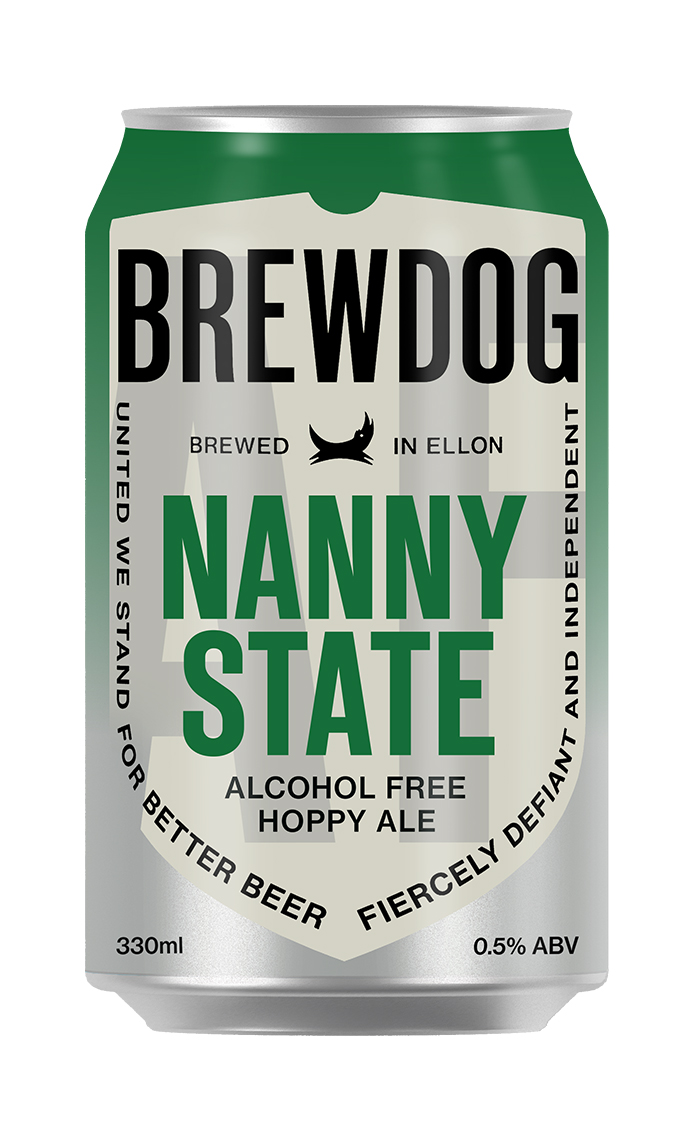 BREWDOG
BREWED IN ELLON
NANNY
STATE
ALCOHOL FREE
HOPPY ALE
UNITED WE STAND FOR BETTER BEER
FIERCELY DEFIANT AND INDEPENDENT
330ml
0.5% ABV